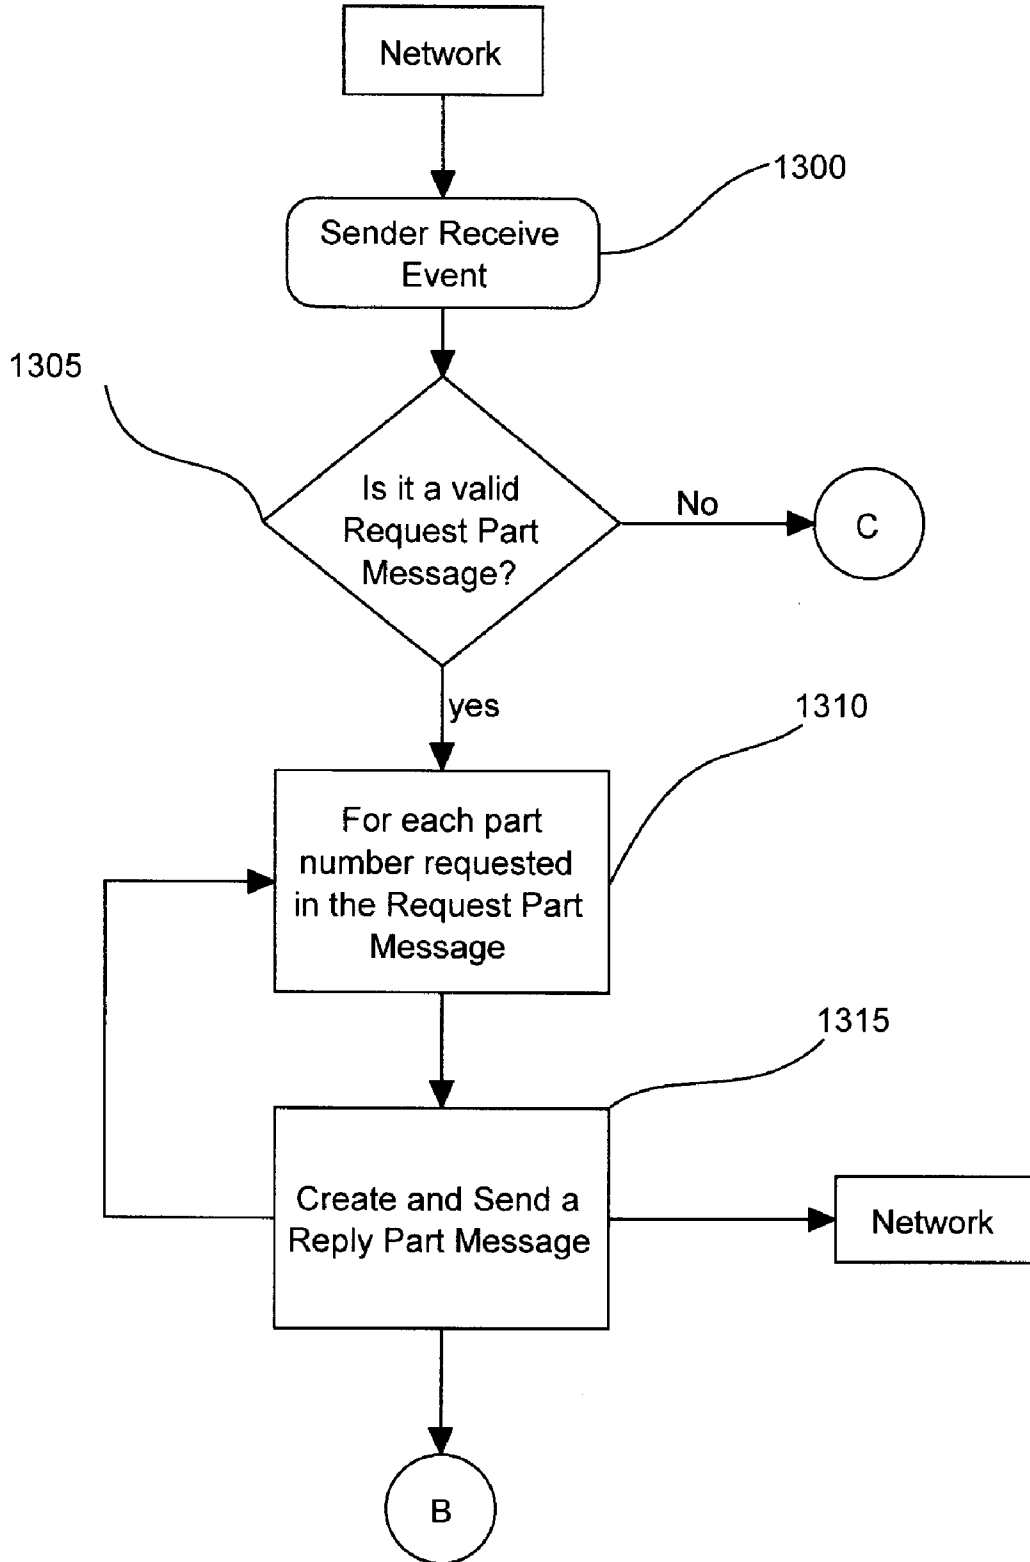 Network
1300
Sender Receive
Event
1305
Is it a valid
Request Part
Message?
No
C
yes
1310
For each part
number requested
in the Request Part
Message
1315
Create and Send a
Reply Part Message
Network
B